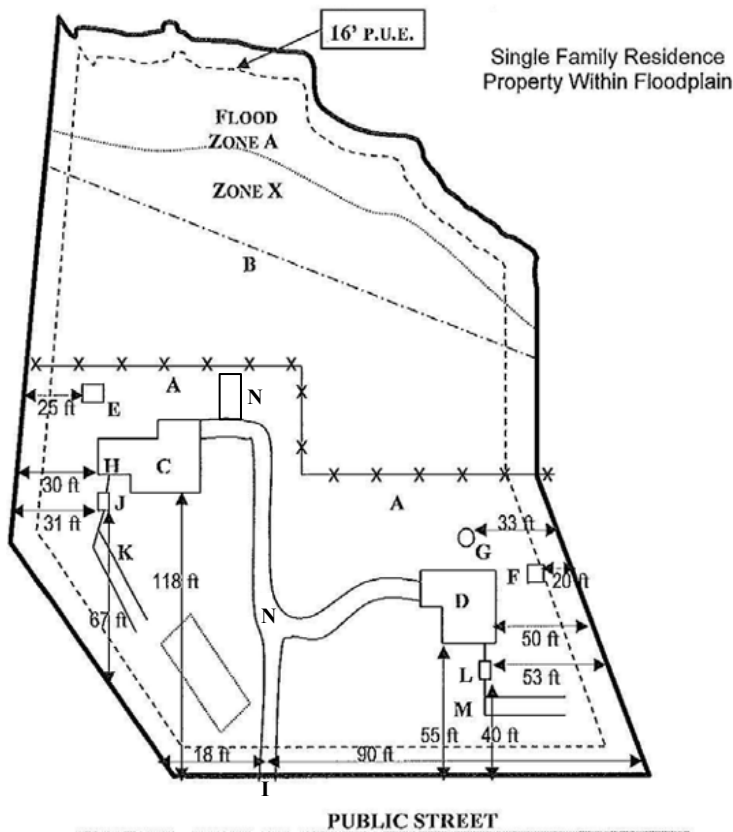 16' P.U.E.
Single Family Residence
Property Within Floodplain
FLOOD
ZONE A
ZONE X
B
A
N
E
25 ft
H
C
30 ft
J
A
31 ft
33 ft
G
K
F
118 ft
20 ft
D
67 ft
N
50 ft
L
53 ft
M
55 ft
40 ft
18 ft
90 ft
I
PUBLIC STREET